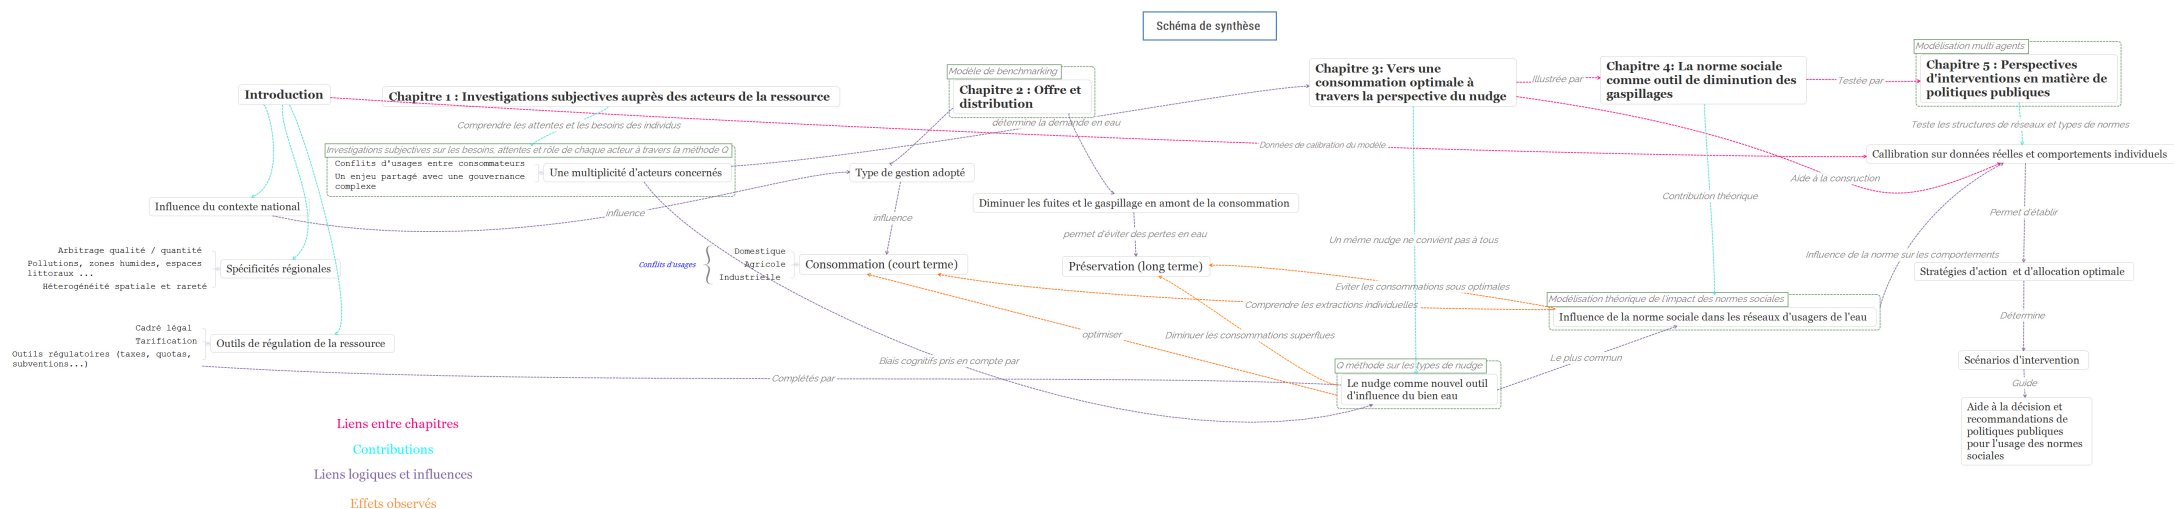 Schéma de synthèse
Introduction
Chapitre 1 : Investigations subjectives auprès des acteurs de la ressource
Modèle de benchmarking
Chapitre 2 : Offre et
distribution
Chapitre 3: Vers une
consommation optimale à
travers la perspective du nudge
Illustrée par
Chapitre 4: La norme sociale
comme outil de diminution des
gaspillages
Testée par
Modélisation multi agents
Chapitre 5 : Perspectives
d'interventions en matière de
politiques publiques
Comprendre les attentes et les besoins des individus
détermine la demande en eau
Teste les structures de réseaux et types de normes
Données de calibration du modèle
Callibration sur données réelles et comportements individuels
Investigations subjectives sur les besoins, attentes et rôle de chaque acteur à travers la méthode Q
Conflits d'usages entre consommateurs
Un enjeu partagé avec une gouvernance
complexe
Une multiplicité d'acteurs concernés
Type de gestion adopté
Aide à la consruction
Contribution théorique
Influence du contexte national
Influence
influence
Diminuer les fuites et le gaspillage en amont de la consommation
Permet d'établir
permet d'éviter des pertes en eau
Un même nudge ne convient pas à tous
Influence de la norme sur les comportements
Arbitrage qualité / quantité
Pollutions, zones humides, espaces
littoraux ...
Héterogénéité spatiale et rareté
Spécificités régionales
Conflits d'usages
Domestique
Agricole
Industrielle
Consommation (court terme)
Préservation (long terme)
Stratégies d'action  et d'allocation optimale
Eviter les consommations sous optimales
Comprendre les extractions individuelles
Modélisation théorique de l'impact des normes sociales
Influence de la norme sociale dans les réseaux d'usagers de l'eau
Détermine
Cadré légal
Tarification
Outils régulatoires (taxes, quotas,
subventions...)
Outils de régulation de la ressource
optimiser
Diminuer les consommations superflues
Biais cognitifs pris en compte par
Le plus commun
Scénarios d'intervention
Complétés par
Q méthode sur les types de nudge
Le nudge comme nouvel outil
d'influence du bien eau
Guide
Aide à la décision et
recommandations de
politiques publiques
pour l'usage des normes
sociales
Liens entre chapitres
Contributions
Liens logiques et influences
Effets observés